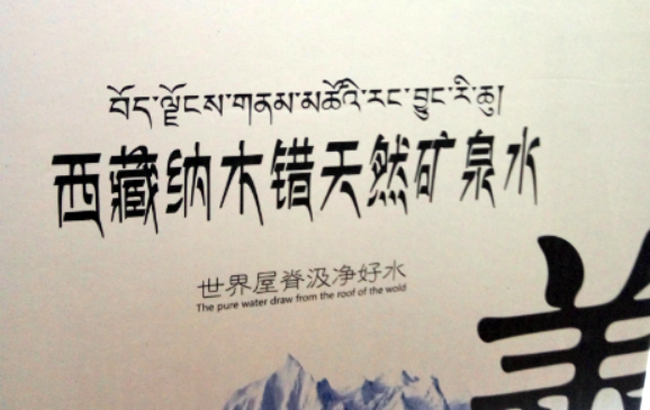 བོད་ལྗོངས་གནམ་མཚོའི་རང་བྱུང་རི་ཆུ།
西藏纳木错天然矿泉水
世界屋脊汲净好水
The pure water draw from the roof of the wold
美